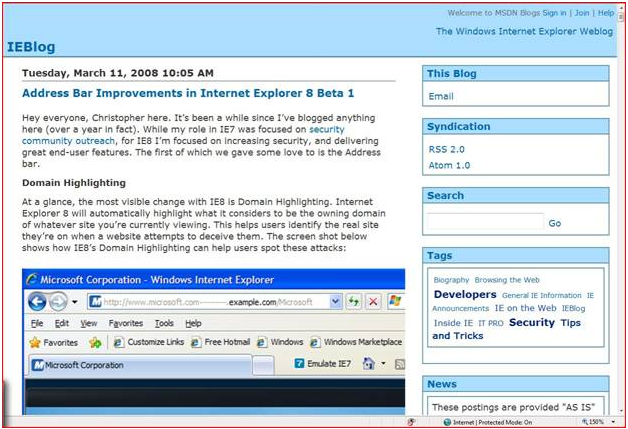 Welcome to MSDN Blogs Sign in | Join | Help
IEBlog
The Windows Internet Explorer Weblog
Tuesday, March 11, 2008 10:05 AM
Address Bar Improvements in Internet Explorer 8 Beta 1
Hey everyone, Christopher here. It's been a while since I've blogged anything
here (over a year in fact). While my role in IE7 was focused on security
community outreach, for IE8 I'm focused on increasing security, and delivering
great end-user features. The first of which we gave some love to is the Address
bar.
Domain Highlighting
At a glance, the most visible change with IE8 is Domain Highlighting. Internet
Explorer 8 will automatically highlight what it considers to be the owning domain
of whatever site you're currently viewing. This helps users identify the real site
they're on when a website attempts to deceive them. The screen shot below
shows how IE8's Domain Highlighting can help users spot these attacks:
Microsoft Corporation - Windows Internet Explorer
http://www.microsoft.com--------.example.com/Microsoft
File Edit View Favorites Tools Help
Favorites Customize Links Free Hotmail Windows Windows Marketplace
Microsoft Corporation Emulate IE7
This Blog
Email
Syndication
RSS 2.0
Atom 1.0
Search
Go
Tags
Biography Browsing the Web
Developers General IE Information IE
Announcements IE on the Web IEBlog
Inside IE IT PRO Security Tips
and Tricks
News
These postings are provided "AS IS"
Internet | Protected Mode: On 150%